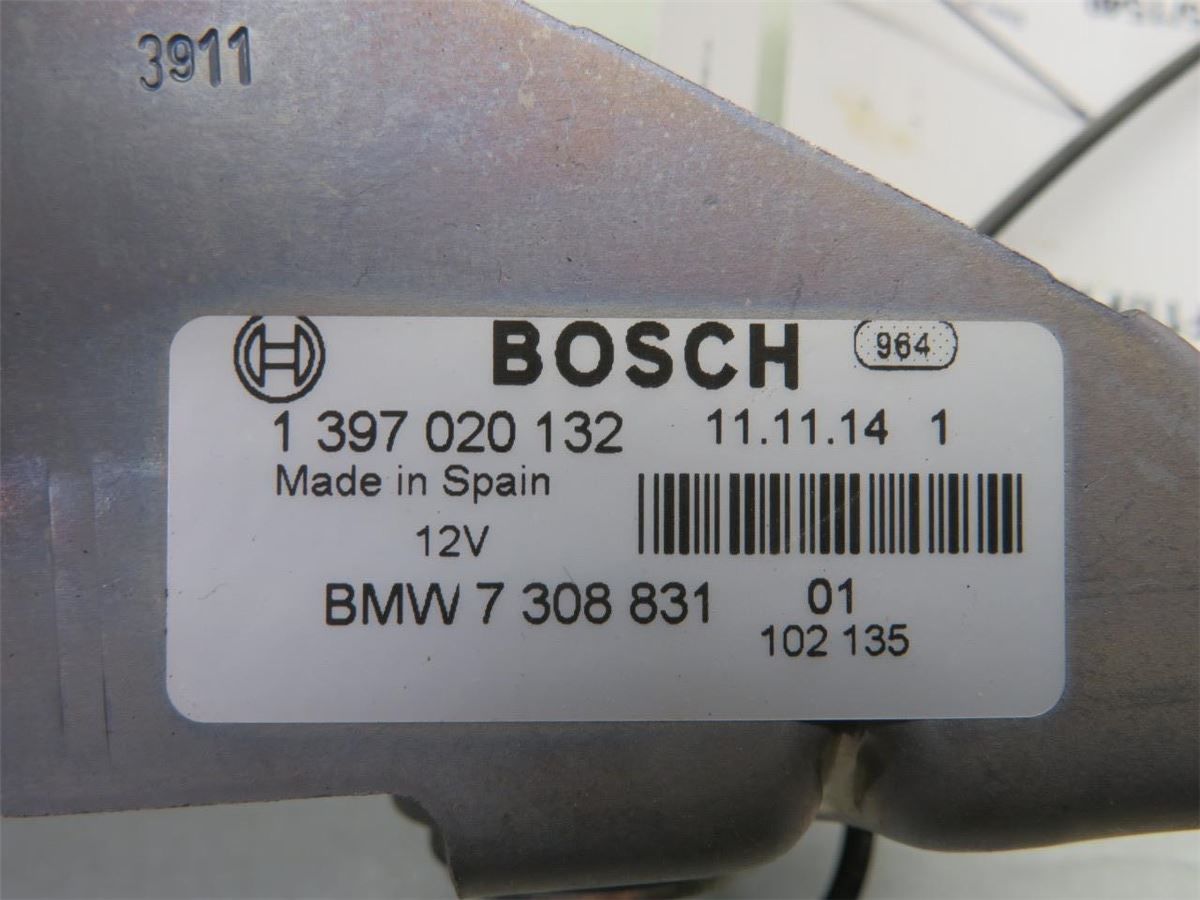 3911
BOSCH 964
1 397 020 132 11.11.14 1
Made in Spain
12V
BMW 7 308 831 01
102 135